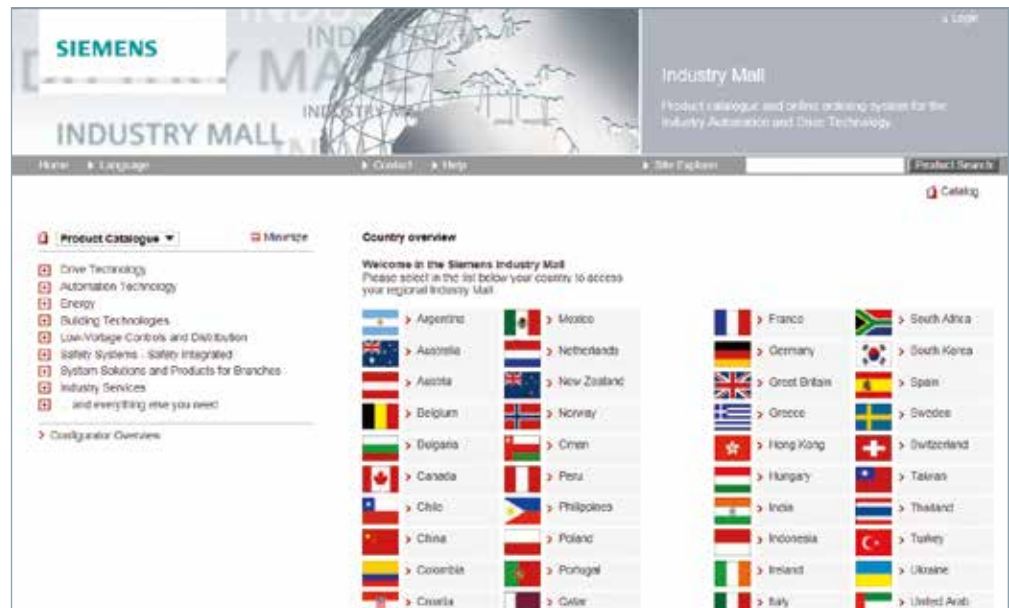 SIEMENS
INDUSTRY MALL
Login
Industry Mall
Product catalogue and online ordering system for the
Industry Automation and Drive Technology.
Home Language Contact Help Site Explorer Product Search
Catalog
Product Catalogue
Minimize
Drive Technology
Automation Technology
Energy
Building Technologies
Low-Voltage Controls and Distribution
Safety Systems - Safety Integrated
System Solutions and Products for Branches
Industry Services
... and everything else you need
Configurator Overview
Country overview
Welcome in the Siemens Industry Mall
Please select in the list below your country to access
your regional Industry Mall
Argentina Mexico France South Africa
Australia Netherlands Germany South Korea
Austria New Zealand Great Britain Spain
Belgium Norway Greece Sweden
Bulgaria Oman Hong Kong Switzerland
Canada Peru Hungary Taiwan
Chile Philippines India Thailand
China Poland Indonesia Turkey
Colombia Portugal Ireland Ukraine
Croatia Qatar Italy United Arab